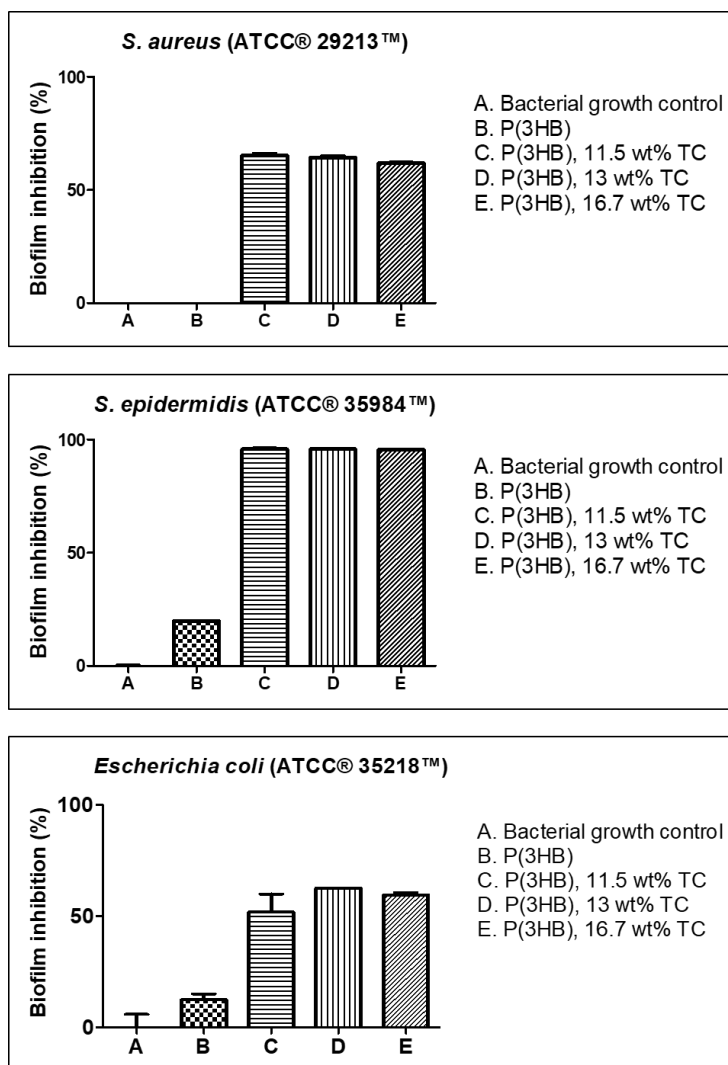 S. aureus (ATCC® 29213™)
Biofilm inhibition (%)
100
50
0
A B C D E
A. Bacterial growth control
B. P(3HB)
C. P(3HB), 11.5 wt% TC
D. P(3HB), 13 wt% TC
E. P(3HB), 16.7 wt% TC
S. epidermidis (ATCC® 35984™)
Biofilm inhibition (%)
100
50
0
A B C D E
A. Bacterial growth control
B. P(3HB)
C. P(3HB), 11.5 wt% TC
D. P(3HB), 13 wt% TC
E. P(3HB), 16.7 wt% TC
Escherichia coli (ATCC® 35218™)
Biofilm inhibition (%)
100
50
0
A B C D E
A. Bacterial growth control
B. P(3HB)
C. P(3HB), 11.5 wt% TC
D. P(3HB), 13 wt% TC
E. P(3HB), 16.7 wt% TC